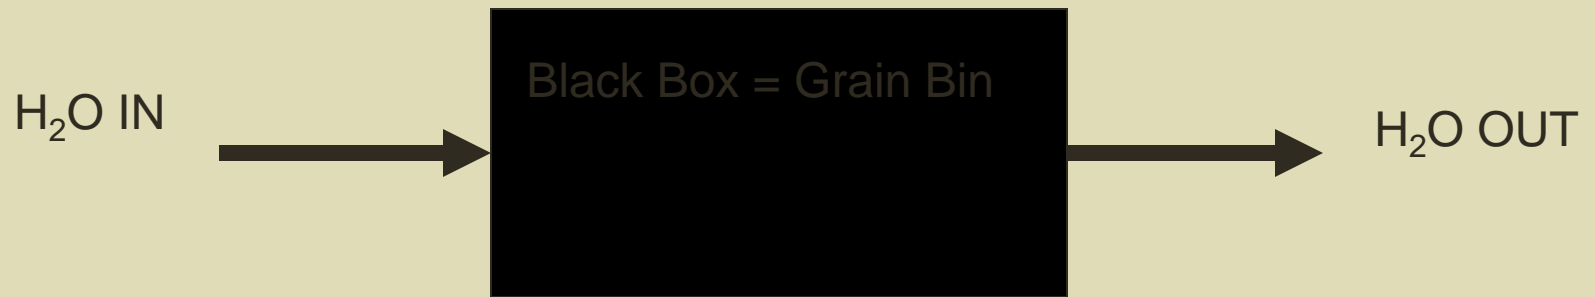 H₂O IN
Black Box = Grain Bin
H₂O OUT